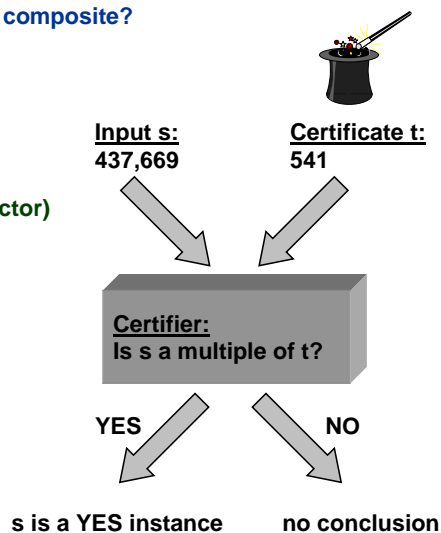 composite?
Input s: Certificate t:
437,669 541
ctor)
Certifier:
Is s a multiple of t?
YES NO
s is a YES instance no conclusion